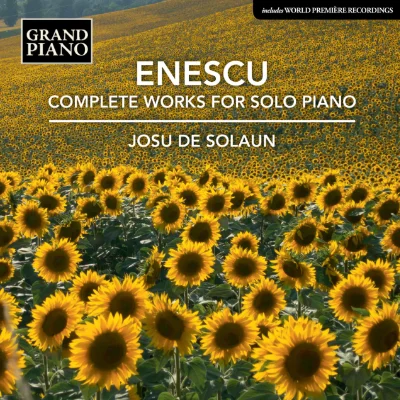 includes WORLD PREMIÈRE RECORDINGS
GRAND
PIANO
ENESCU
COMPLETE WORKS FOR SOLO PIANO
JOSU DE SOLAUN